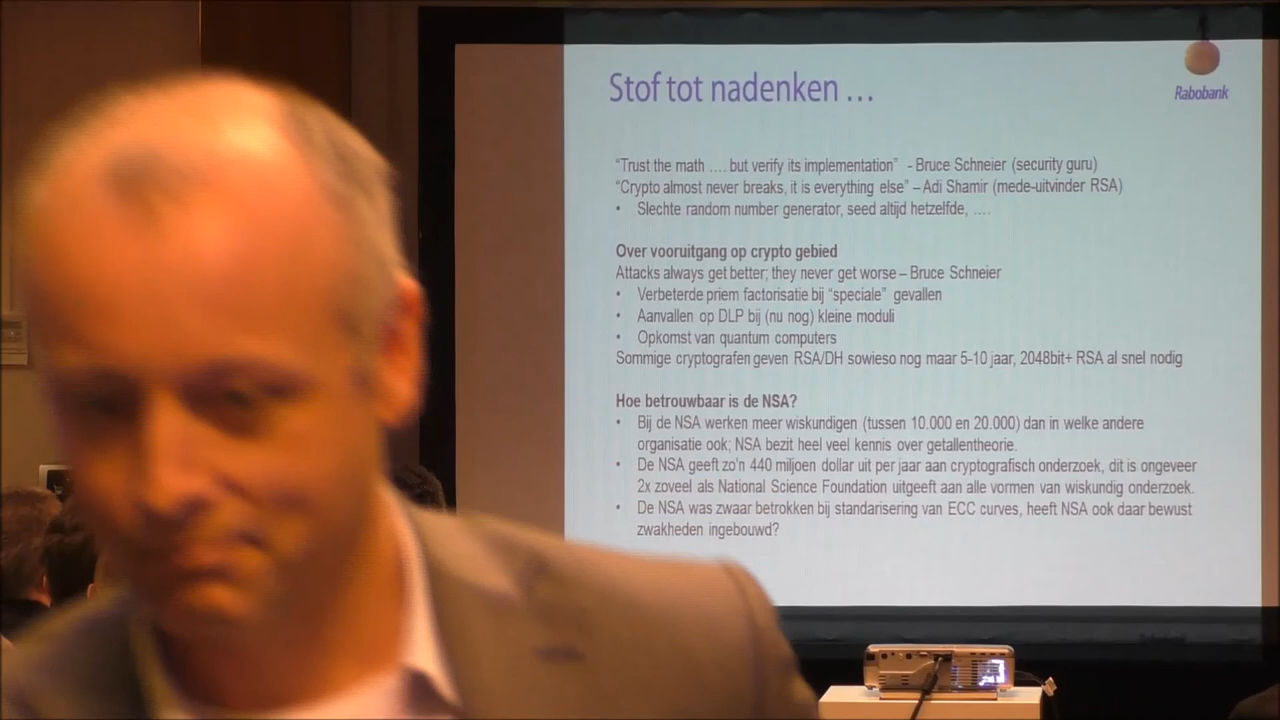 Stof tot nadenken …
Rabobank
“Trust the math …. but verify its implementation” - Bruce Schneier (security guru)
“Crypto almost never breaks, it is everything else” – Adi Shamir (mede-uitvinder RSA)
• Slechte random number generator, seed altijd hetzelfde, ….
Over vooruitgang op crypto gebied
Attacks always get better; they never get worse – Bruce Schneier
• Verbeterde priem factorisatie bij “speciale” gevallen
• Aanvallen op DLP bij (nu nog) kleine moduli
• Opkomst van quantum computers
Sommige cryptografen geven RSA/DH sowieso nog maar 5-10 jaar, 2048bit+ RSA al snel nodig
Hoe betrouwbaar is de NSA?
• Bij de NSA werken meer wiskundigen (tussen 10.000 en 20.000) dan in welke andere
organisatie ook; NSA bezit heel veel kennis over getallentheorie.
• De NSA geeft zo’n 440 miljoen dollar uit per jaar aan cryptografisch onderzoek, dit is ongeveer
2x zoveel als National Science Foundation uitgeeft aan alle vormen van wiskundig onderzoek.
• De NSA was zwaar betrokken bij standarisering van ECC curves, heeft NSA ook daar bewust
zwakheden ingebouwd?